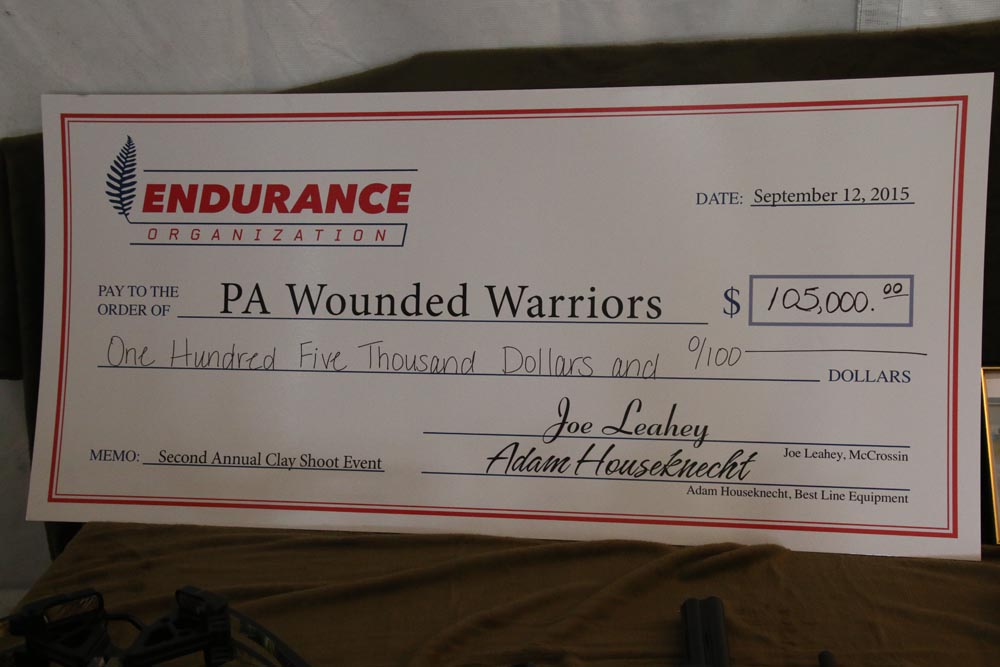 ENDURANCE
ORGANIZATION
DATE: September 12, 2015
PAY TO THE
ORDER OF PA Wounded Warriors $ 105,000.00
One Hundred Five Thousand Dollars and 0/100
DOLLARS
Joe Leahey
Joe Leahey, McCrossin
MEMO: Second Annual Clay Shoot Event
Adam Houseknecht
Adam Houseknecht, Best Line Equipment